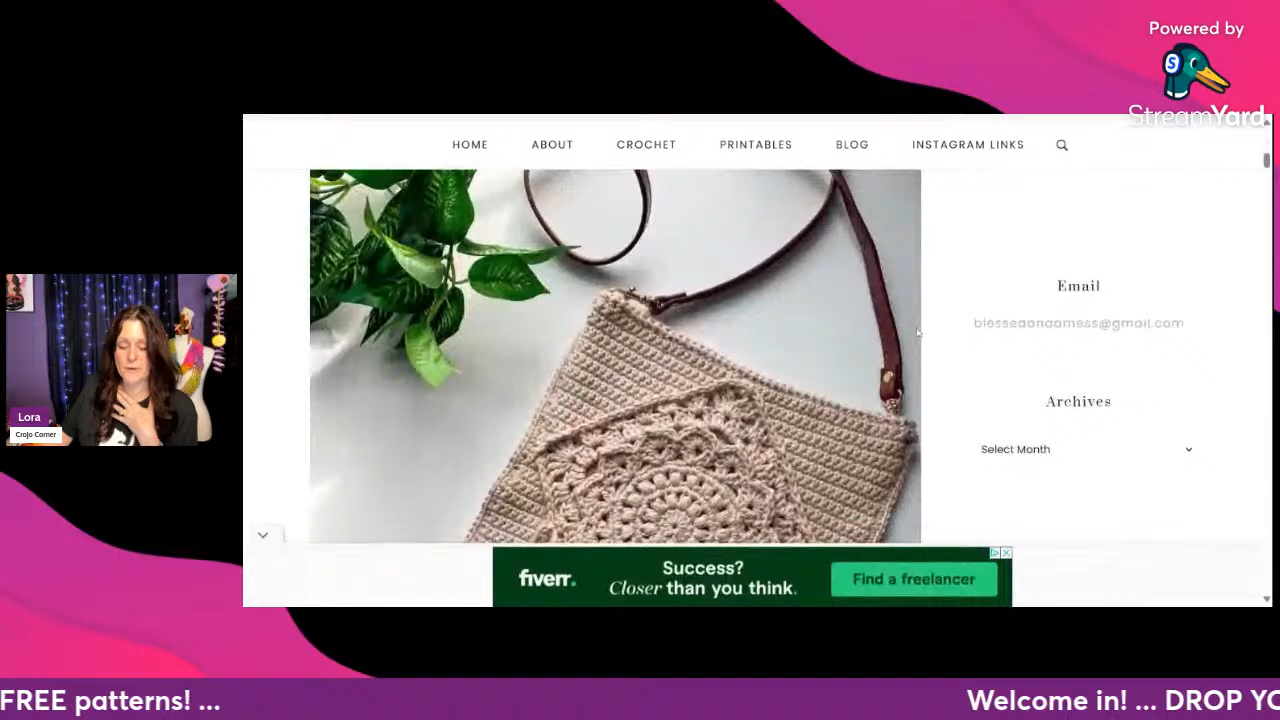 Powered by
StreamYard
HOME ABOUT CROCHET PRINTABLES BLOG INSTAGRAM LINKS
Email
blessedandamess@gmail.com
Archives
Select Month
Lora
Crojo Corner
fiverr.
Success?
Closer than you think.
Find a freelancer
FREE patterns! ... Welcome in! ... DROP YO